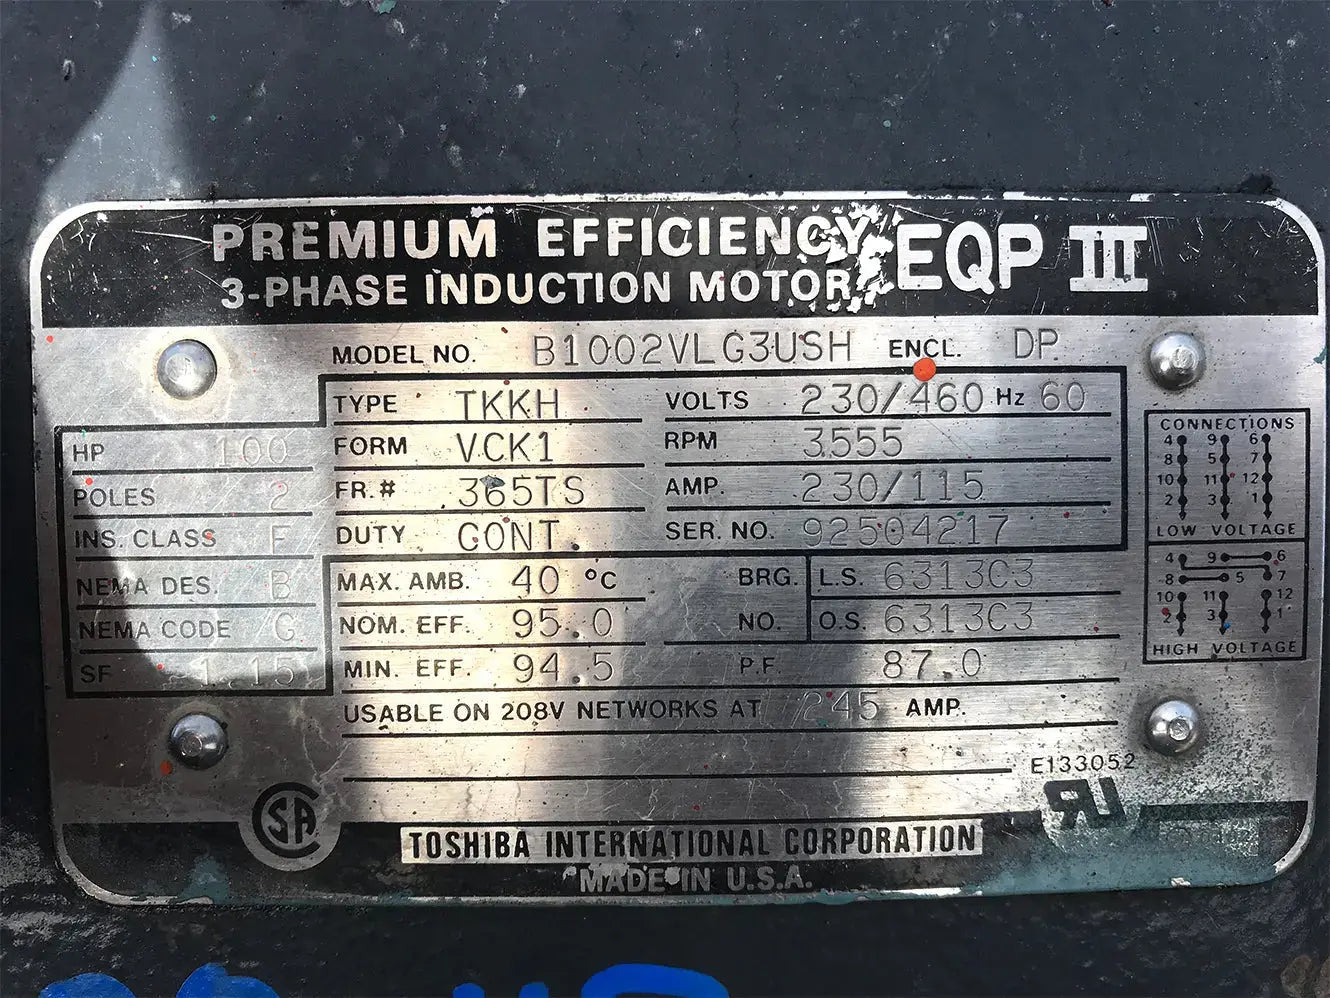 PREMIUM EFFICIENCY EQP III
3-PHASE INDUCTION MOTOR
MODEL NO. B1002VLG3USH ENCL. DP.
TYPE TKKH VOLTS 230/460 Hz 60
HP 100 FORM VCK1 RPM 3555
POLES 2 FR.# 365TS AMP. 230/115
INS. CLASS F DUTY CONT. SER. NO. 92504217
NEMA DES. B MAX. AMB. 40 °C BRG. L.S. 6313C3
NEMA CODE G NOM. EFF. 95.0 NO. O.S. 6313C3
SF 1.15 MIN. EFF. 94.5 P.F. 87.0
USABLE ON 208V NETWORKS AT 245 AMP.
CONNECTIONS
4 9 6
8 5 7
10 11 12
2 3 1
LOW VOLTAGE
4 9 6
8 5 7
10 11 12
2 3 1
HIGH VOLTAGE
E133052
CSA
TOSHIBA INTERNATIONAL CORPORATION
MADE IN U.S.A.